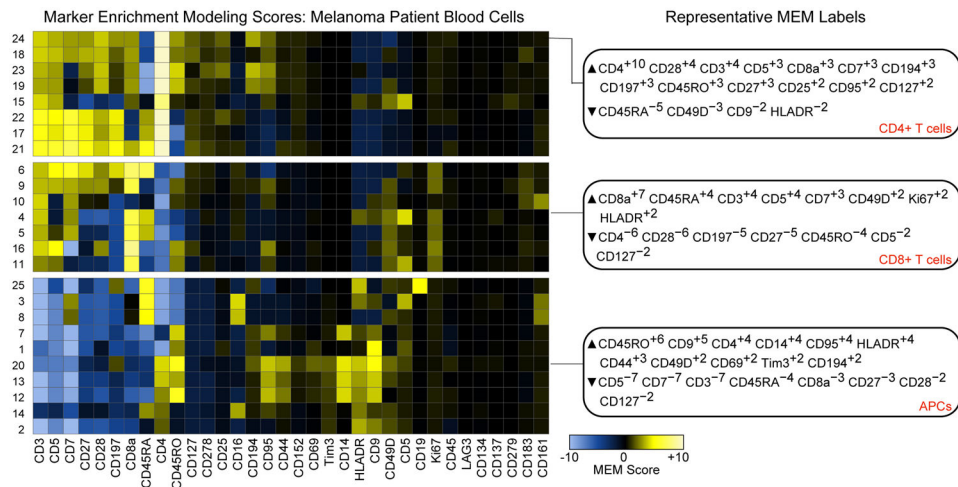 Marker Enrichment Modeling Scores: Melanoma Patient Blood Cells
Representative MEM Labels
24
18
23
19
15
22
17
21
6
9
10
4
5
16
11
25
3
8
7
1
20
13
12
14
2
▲CD4+10 CD28+4 CD3+4 CD5+3 CD8a+3 CD7+3 CD194+3
CD197+3 CD45RO+3 CD27+3 CD25+2 CD95+2 CD127+2
▼CD45RA−5 CD49D−3 CD9−2 HLADR−2
CD4+ T cells
▲CD8a+7 CD45RA+4 CD3+4 CD5+4 CD7+3 CD49D+2 Ki67+2
HLADR+2
▼CD4−6 CD28−6 CD197−5 CD27−5 CD45RO−4 CD5−2
CD127−2
CD8+ T cells
▲CD45RO+6 CD9+5 CD4+4 CD14+4 CD95+4 HLADR+4
CD44+3 CD49D+2 CD69+2 Tim3+2 CD194+2
▼CD5−7 CD7−7 CD3−7 CD45RA−4 CD8a−3 CD27−3 CD28−2
CD127−2
APCs
CD3
CD5
CD7
CD27
CD28
CD197
CD8a
CD45RA
CD4
CD45RO
CD127
CD278
CD25
CD16
CD194
CD95
CD44
CD152
CD69
Tim3
CD14
HLADR
CD9
CD49D
CD5
CD19
Ki67
CD45
LAG3
CD134
CD137
CD279
CD183
CD161
-10 0 +10
MEM Score